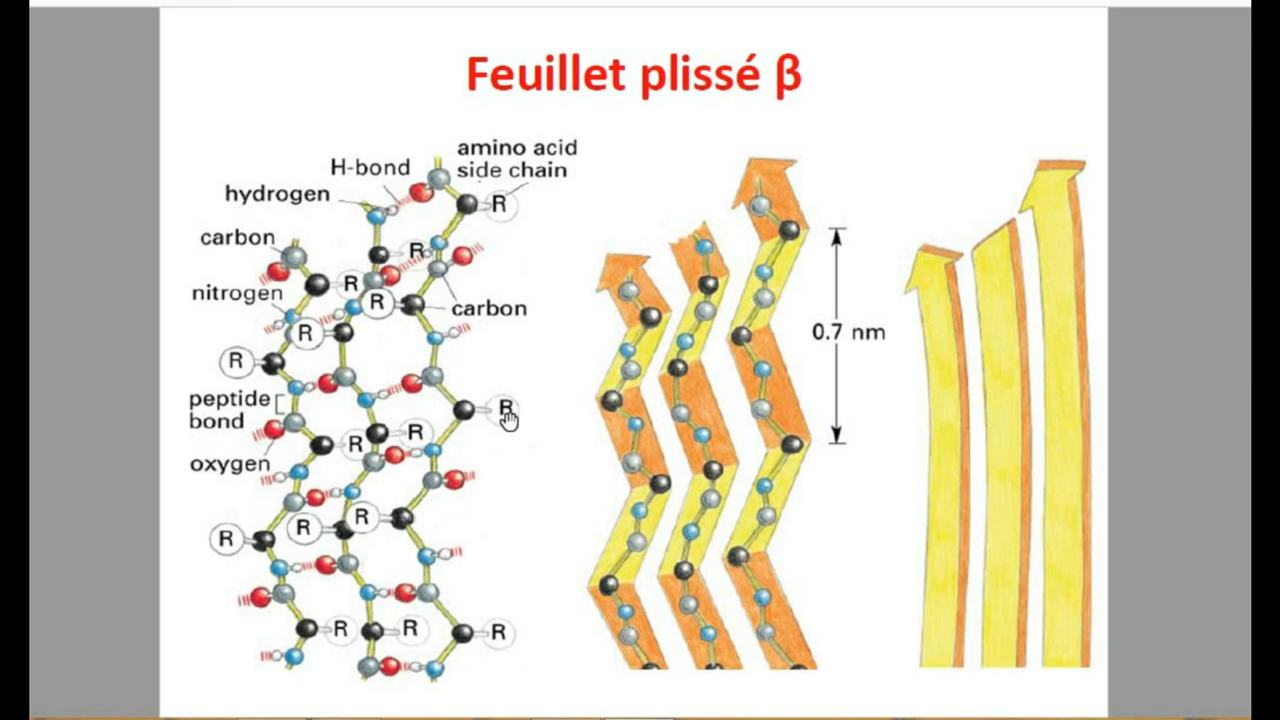 Feuillet plissé β
amino acid
side chain
H-bond
hydrogen
R
carbon
R
R
nitrogen
R
carbon
R
0.7 nm
R
peptide
bond
R
R
R
oxygen
R
R
R
R
R
R